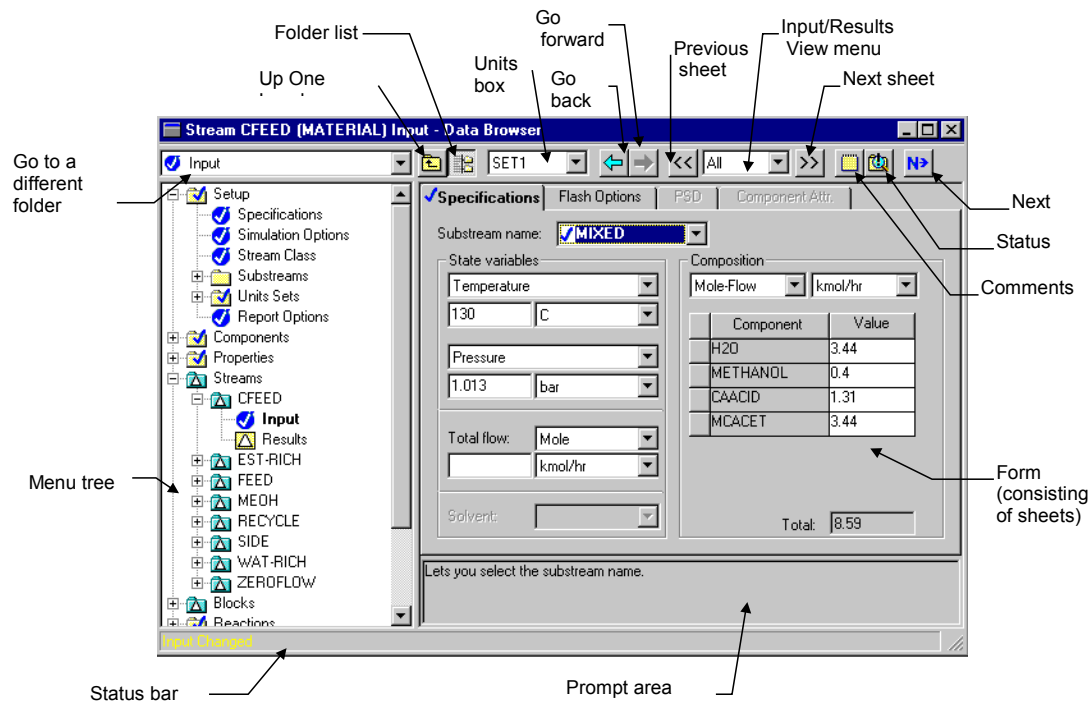 Go
forward
Folder list
Input/Results
View menu
Previous
sheet
Units
box
Go
back
Up One
Next sheet
Stream CFEED (MATERIAL) Input - Data Browser
Go to a
different
folder
Input
SET1
<<
All
>>
N
Setup
Specifications
Simulation Options
Stream Class
Substreams
Units Sets
Report Options
Components
Properties
Streams
CFEED
Input
Results
EST-RICH
FEED
MEOH
RECYCLE
SIDE
WAT-RICH
ZEROFLOW
Blocks
Reactions
Specifications Flash Options PSD Component Attr.
Substream name: MIXED
State variables
Temperature
130 C
Pressure
1.013 bar
Total flow: Mole
kmol/hr
Solvent:
Composition
Mole-Flow kmol/hr
Component Value
H2O 3.44
METHANOL 0.4
CAACID 1.31
MCACET 3.44
Total: 8.59
Lets you select the substream name.
Input Changed
Next
Status
Comments
Menu tree
Form
(consisting
of sheets)
Status bar
Prompt area